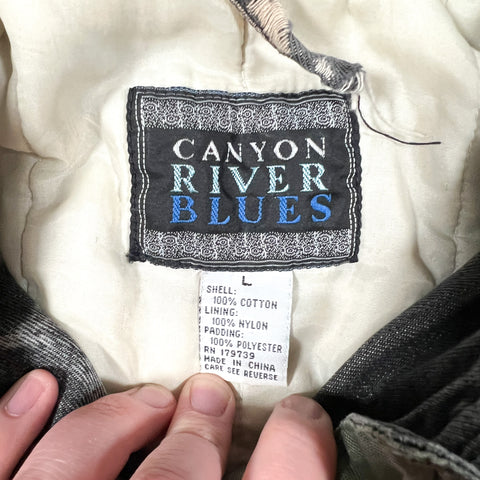 CANYON
RIVER
BLUES
L
SHELL:
100% COTTON
LINING:
100% NYLON
PADDING:
100% POLYESTER
RN 179739
MADE IN CHINA
CARE SEE REVERSE